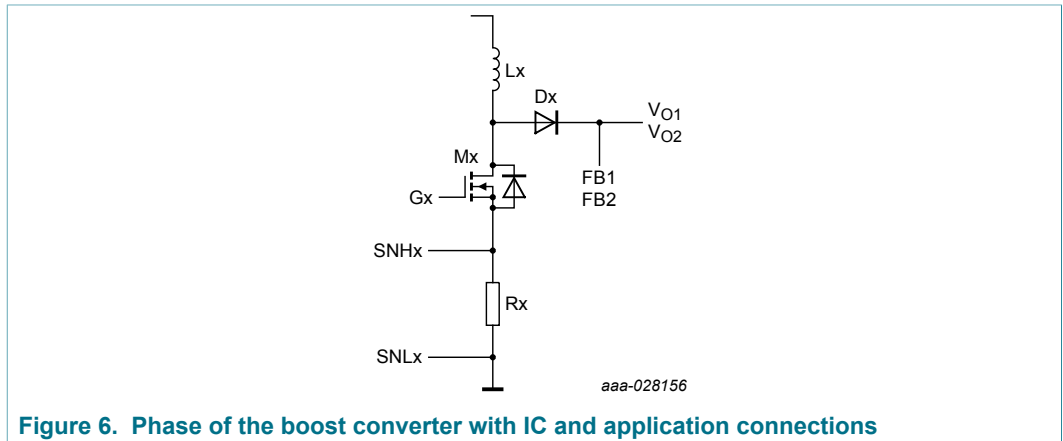 Lx
Dx
VO1
VO2
Mx
FB1
FB2
Gx
SNHx
Rx
SNLx
aaa-028156
Figure 6. Phase of the boost converter with IC and application connections